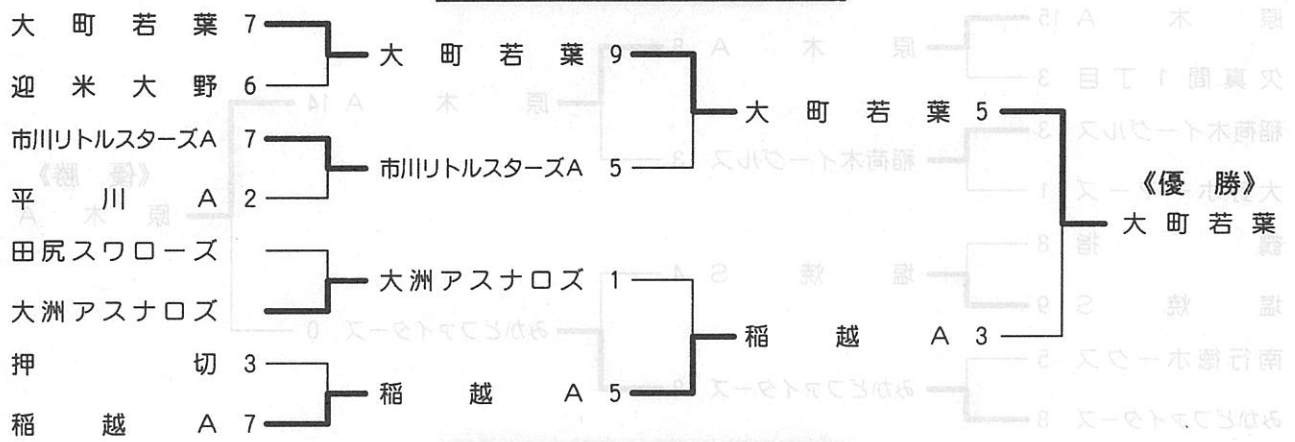 大町若葉 7
迎米大野 6
市川リトルスターズA 7
平川A 2
田尻スワローズ
大洲アスナロズ
押切 3
稲越A 7
大町若葉 9
市川リトルスターズA 5
大洲アスナロズ 1
稲越A 5
大町若葉 5
稲越A 3
《優勝》
大町若葉